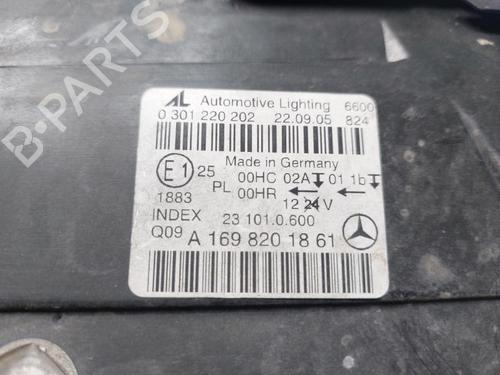 AL Automotive Lighting 6600
0 301 220 202 22.09.05 824
Made in Germany
E1 25 00HC 02A 01 1b
PL 00HR
1883 12 24 V
INDEX 23 101.0.600
Q09 A 169 820 18 61
B-PARTS